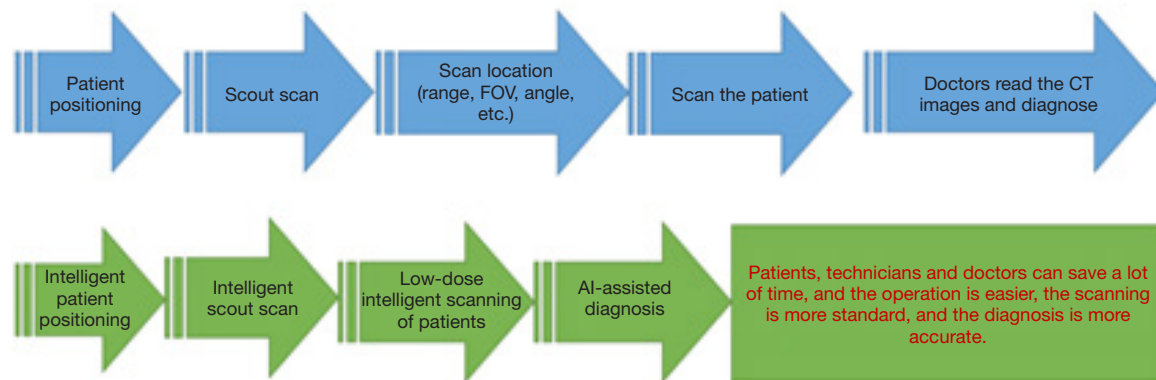 Patient
positioning
Scout scan
Scan location
(range, FOV, angle,
etc.)
Scan the patient
Doctors read the CT
images and diagnose
Intelligent
patient
positioning
Intelligent
scout scan
Low-dose
intelligent scanning
of patients
AI-assisted
diagnosis
Patients, technicians and doctors can save a lot
of time, and the operation is easier, the scanning
is more standard, and the diagnosis is more
accurate.